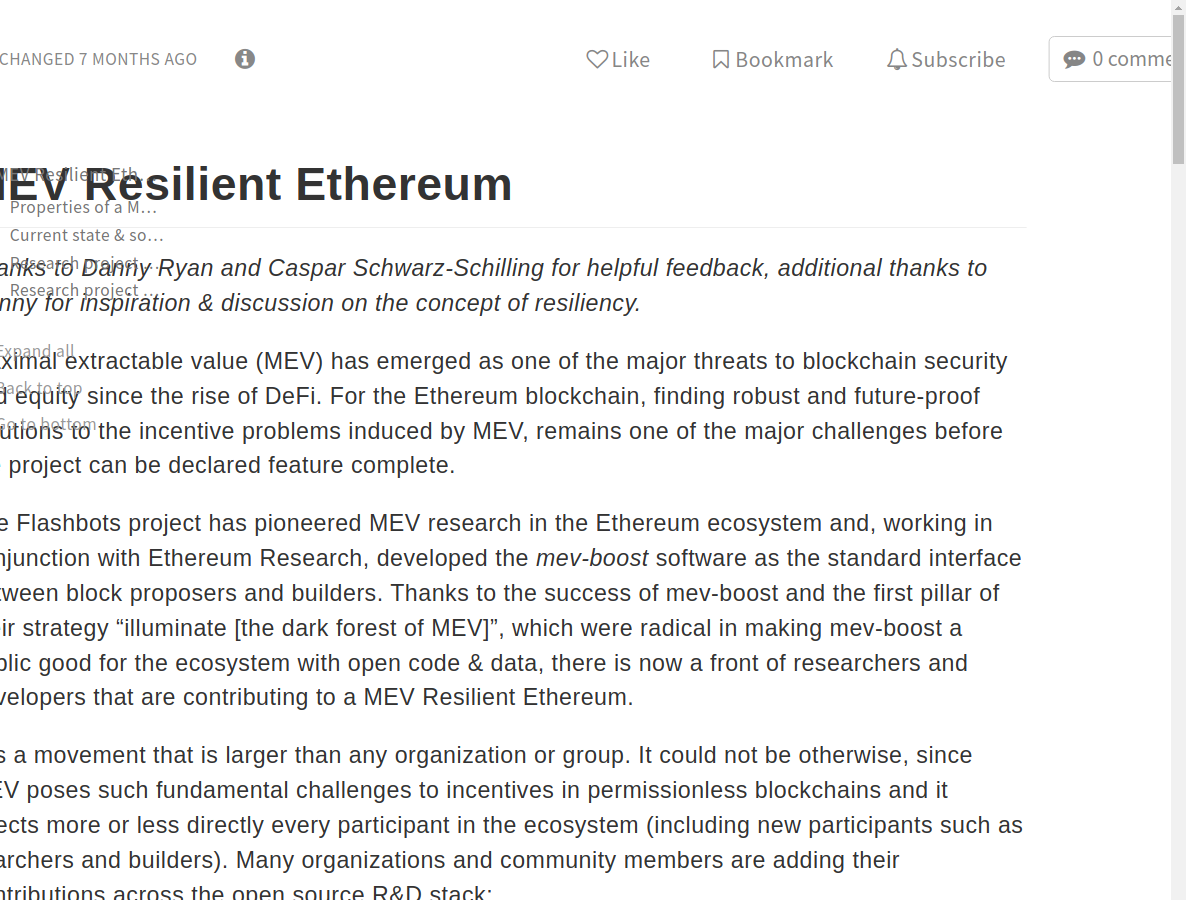 CHANGED 7 MONTHS AGO
Like
Bookmark
Subscribe
0 comme
MEV Resilient Ethereum
MEV Resilient Eth…
Properties of a M…
Current state & so…
Research project …
Research project …
Expand all
Back to top
Go to bottom
anks to Danny Ryan and Caspar Schwarz-Schilling for helpful feedback, additional thanks to
nny for inspiration & discussion on the concept of resiliency.
ximal extractable value (MEV) has emerged as one of the major threats to blockchain security
d equity since the rise of DeFi. For the Ethereum blockchain, finding robust and future-proof
utions to the incentive problems induced by MEV, remains one of the major challenges before
project can be declared feature complete.
e Flashbots project has pioneered MEV research in the Ethereum ecosystem and, working in
njunction with Ethereum Research, developed the mev-boost software as the standard interface
tween block proposers and builders. Thanks to the success of mev-boost and the first pillar of
eir strategy “illuminate [the dark forest of MEV]”, which were radical in making mev-boost a
blic good for the ecosystem with open code & data, there is now a front of researchers and
velopers that are contributing to a MEV Resilient Ethereum.
s a movement that is larger than any organization or group. It could not be otherwise, since
EV poses such fundamental challenges to incentives in permissionless blockchains and it
ects more or less directly every participant in the ecosystem (including new participants such as
archers and builders). Many organizations and community members are adding their
ntributions across the open source R&D stack: